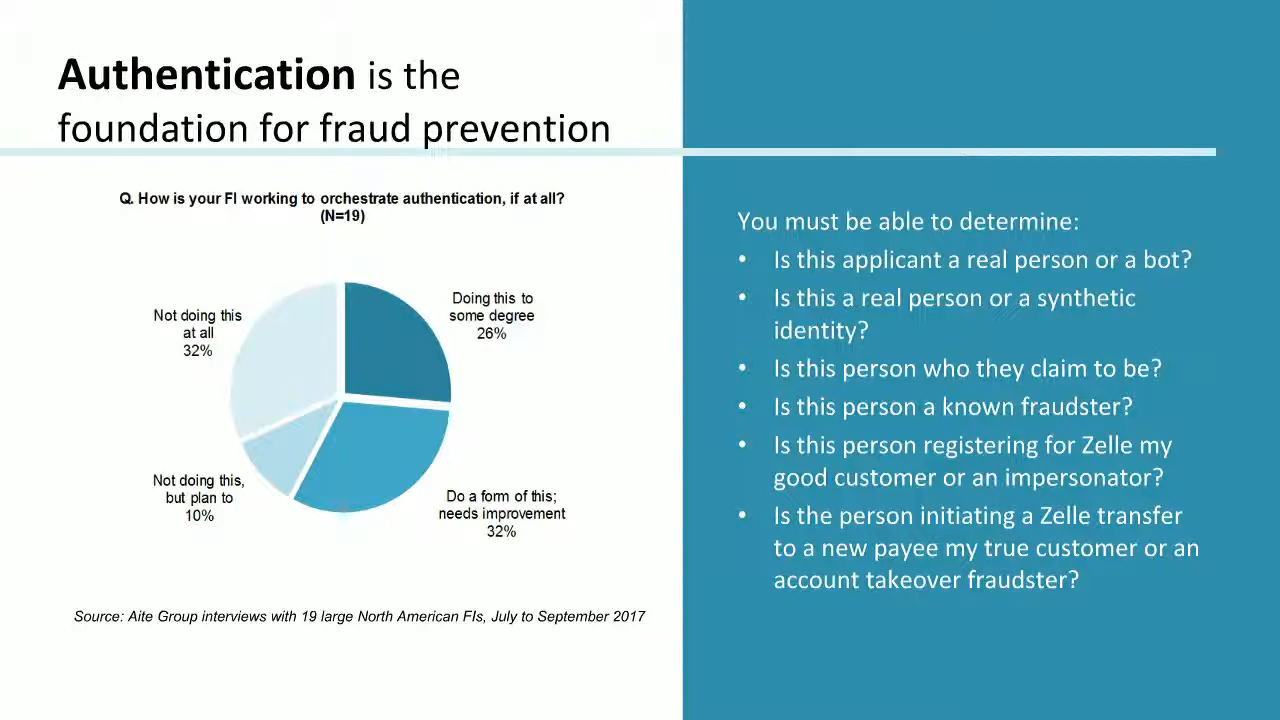 Authentication is the
foundation for fraud prevention
Q. How is your FI working to orchestrate authentication, if at all?
(N=19)
Doing this to
some degree
26%
Do a form of this;
needs improvement
32%
Not doing this,
but plan to
10%
Not doing this
at all
32%
Source: Aite Group interviews with 19 large North American FIs, July to September 2017
You must be able to determine:
• Is this applicant a real person or a bot?
• Is this a real person or a synthetic
identity?
• Is this person who they claim to be?
• Is this person a known fraudster?
• Is this person registering for Zelle my
good customer or an impersonator?
• Is the person initiating a Zelle transfer
to a new payee my true customer or an
account takeover fraudster?